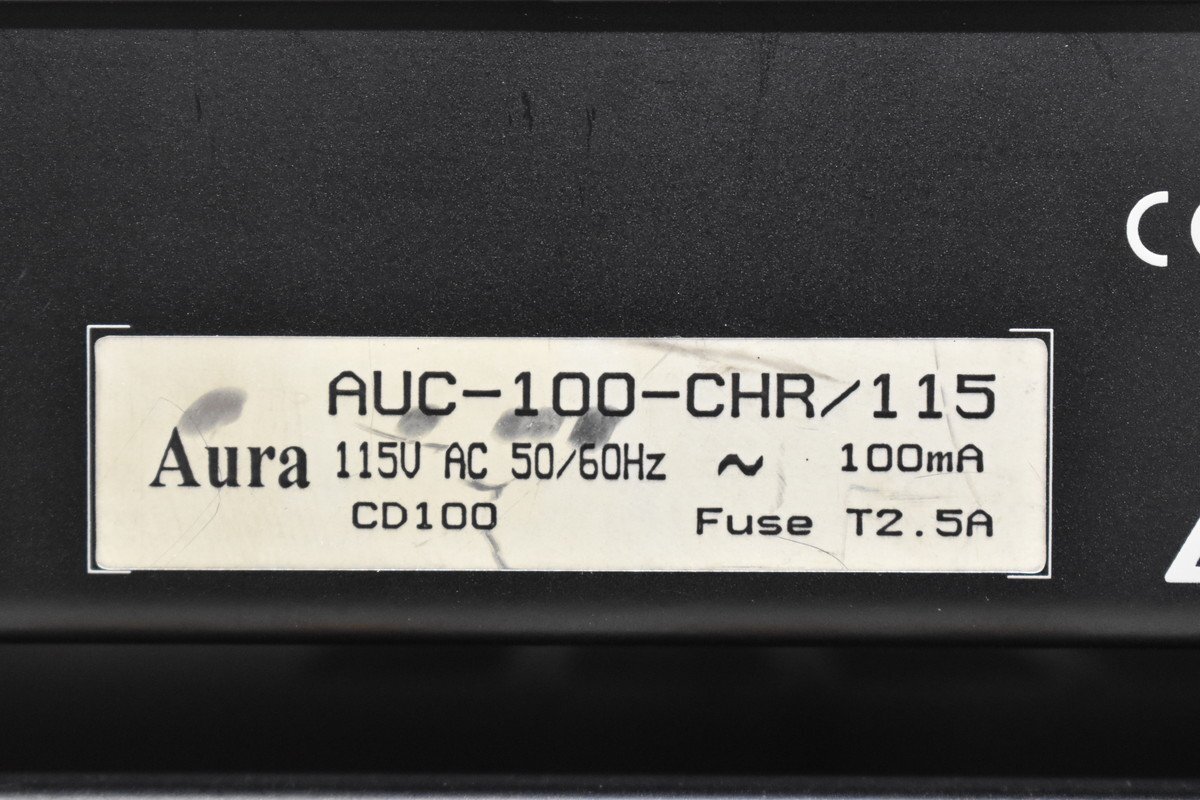 AUC-100-CHR/115
Aura 115V AC 50/60Hz ~ 100mA
CD100 Fuse T2.5A